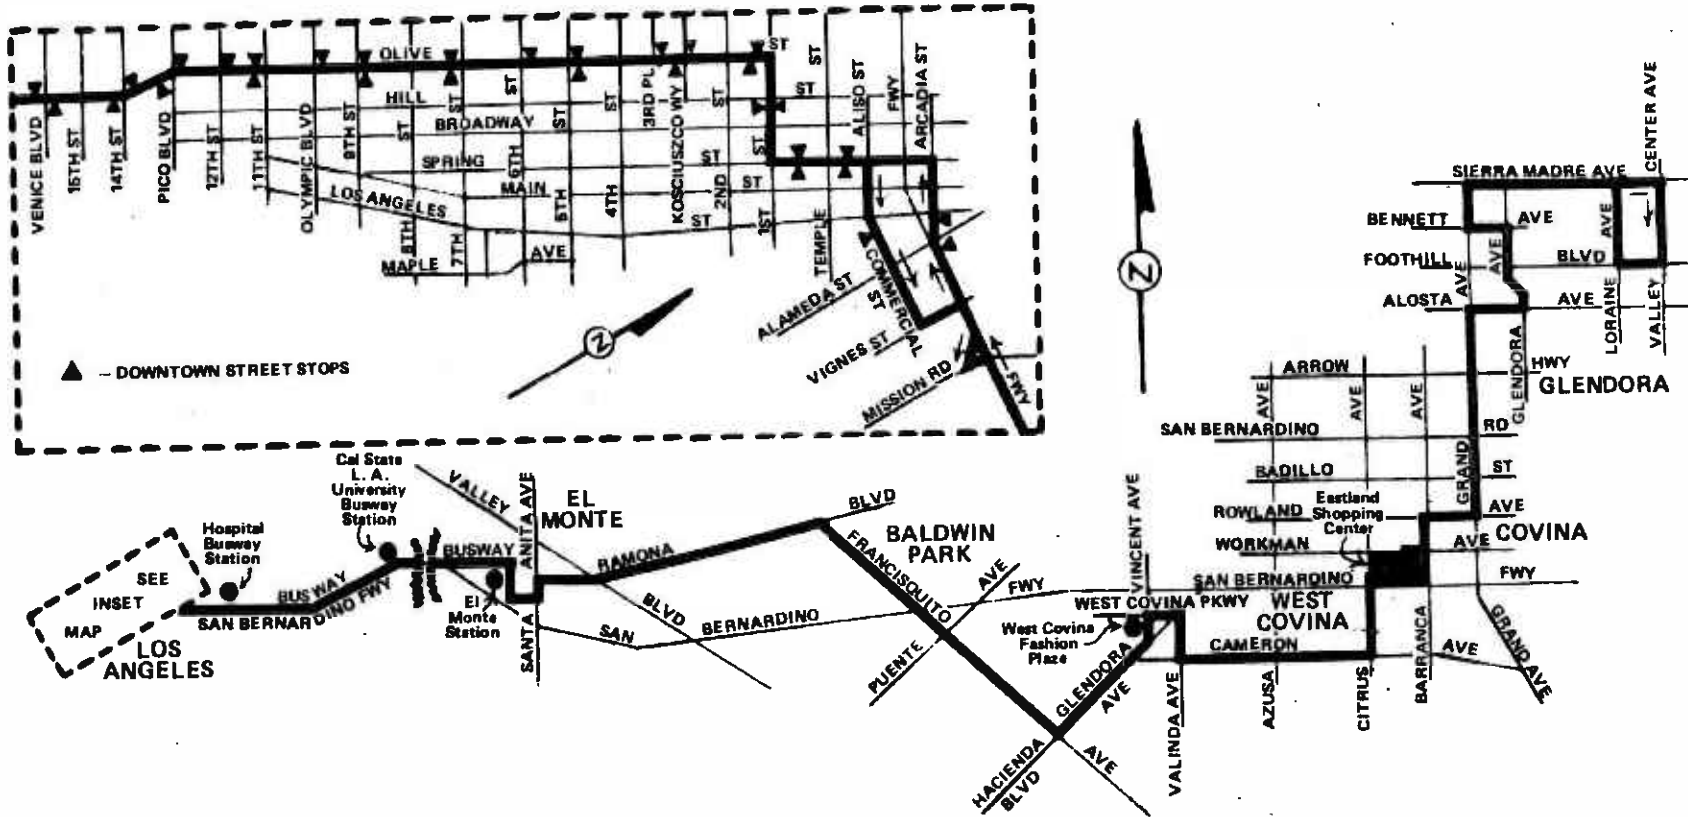 OLIVE
ST
HILL
ST
BROADWAY
ST
SPRING
ST
MAIN
ST
LOS ANGELES
ST
MAPLE
AVE
VENICE BLVD
15TH ST
14TH ST
PICO BLVD
12TH ST
11TH ST
OLYMPIC BLVD
9TH ST
8TH
ST
7TH
ST
6TH
ST
5TH
ST
4TH
ST
3RD PL
KOSCIUSZCO WY
2ND
ST
1ST
ST
TEMPLE
ST
ALISO ST
FWY
ARCADIA ST
ALAMEDA ST
COMMERCIAL
ST
VIGNES ST
MISSION RD
FWY
N
▲ – DOWNTOWN STREET STOPS
N
CENTER AVE
SIERRA MADRE AVE
BENNETT
AVE
FOOTHILL
BLVD
AVE
AVE
AVE
ALOSTA
AVE
LORAINE
VALLEY
GLENDORA
ARROW
HWY
GLENDORA
AVE
AVE
AVE
SAN BERNARDINO
RD
BADILLO
ST
GRAND
ROWLAND
AVE
Eastland
Shopping
Center
COVINA
WORKMAN
AVE
SAN BERNARDINO
FWY
WEST
COVINA
WEST COVINA PKWY
VINCENT AVE
West Covina
Fashion
Plaze
CAMERON
AVE
GRAND AVE
BARRANCA
CITRUS
AZUSA
VALINDA AVE
GLENDORA
AVE
HACIENDA
BLVD
AVE
PUENTE
AVE
FRANCISQUITO
BALDWIN
PARK
BLVD
RAMONA
FWY
BERNARDINO
SAN
VALLEY
BLVD
EL
MONTE
SANTA
ANITA AVE
BUSWAY
El
Monte
Station
Cal State
L. A.
University
Busway
Station
Hospital
Busway
Station
BUSWAY
SAN BERNARDINO FWY
SEE
INSET
MAP
LOS
ANGELES